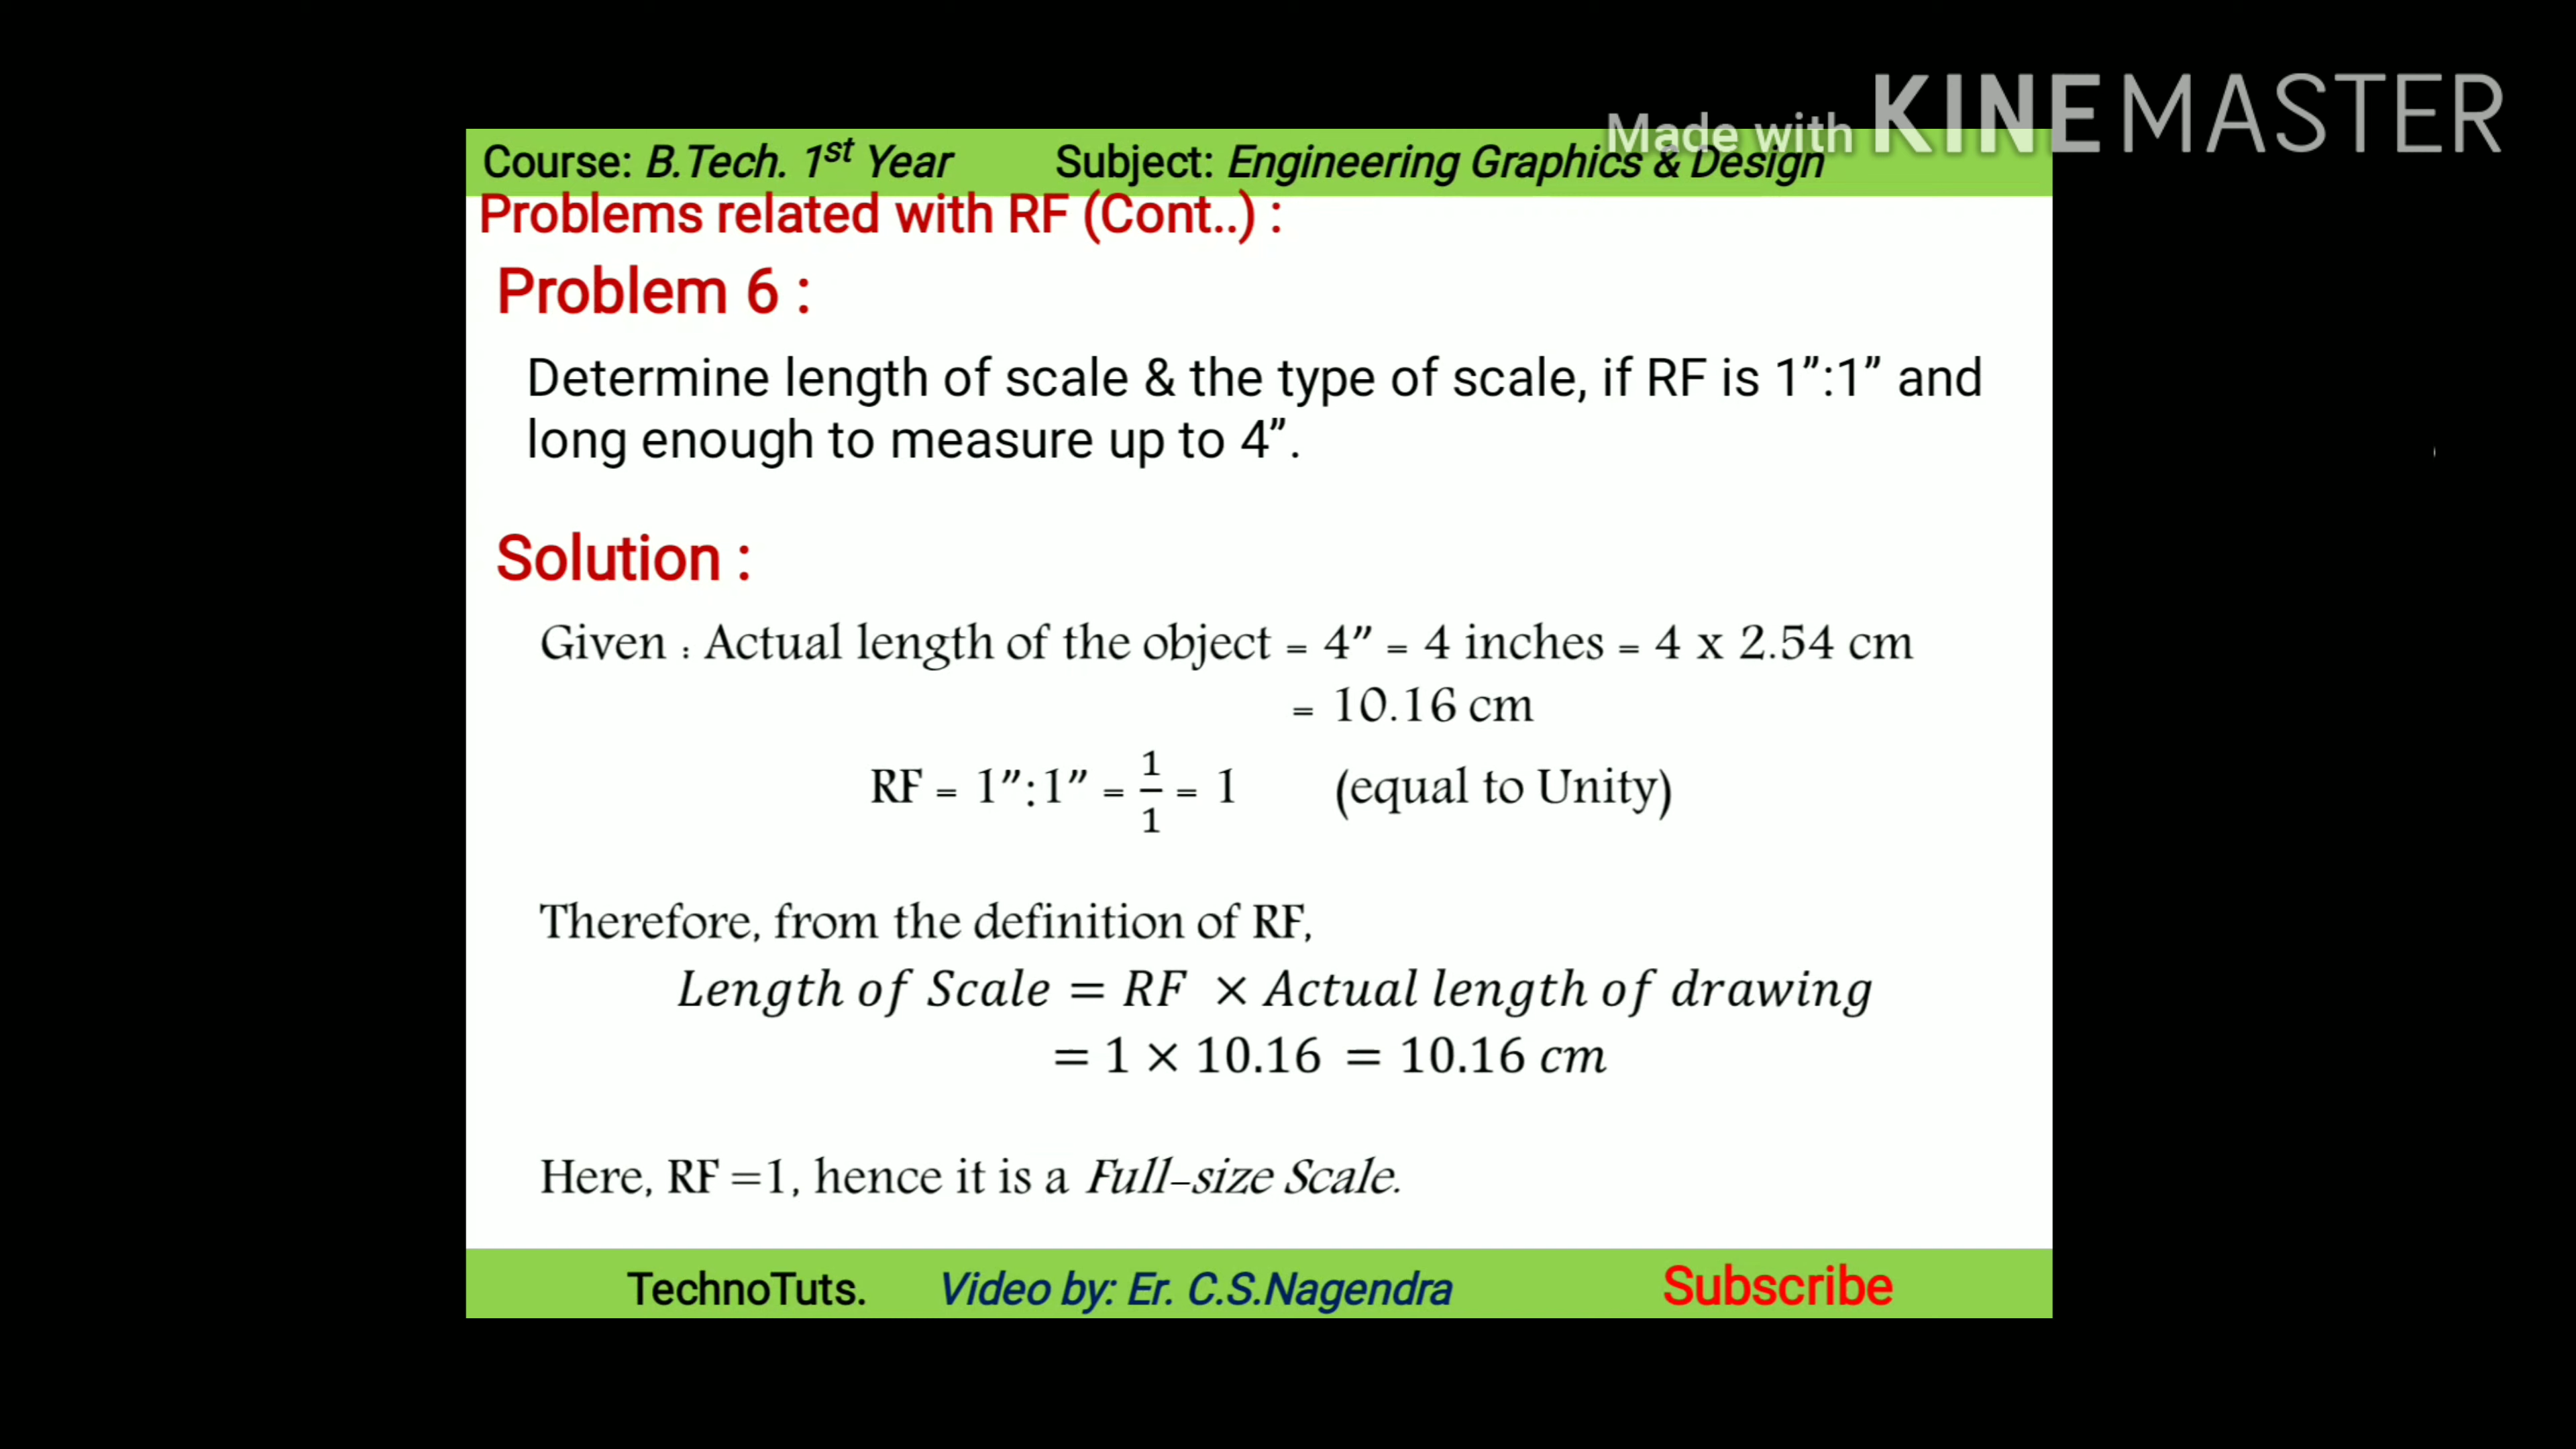 Made with KINEMASTER
Course: B.Tech. 1st Year Subject: Engineering Graphics & Design
Problems related with RF (Cont..) :
Problem 6 :
Determine length of scale & the type of scale, if RF is 1”:1” and
long enough to measure up to 4”.
Solution :
Given : Actual length of the object = 4” = 4 inches = 4 x 2.54 cm
= 10.16 cm
RF = 1”:1” = 1/1 = 1 (equal to Unity)
Therefore, from the definition of RF,
Length of Scale = RF × Actual length of drawing
= 1 × 10.16 = 10.16 cm
Here, RF =1, hence it is a Full-size Scale.
TechnoTuts. Video by: Er. C.S.Nagendra Subscribe